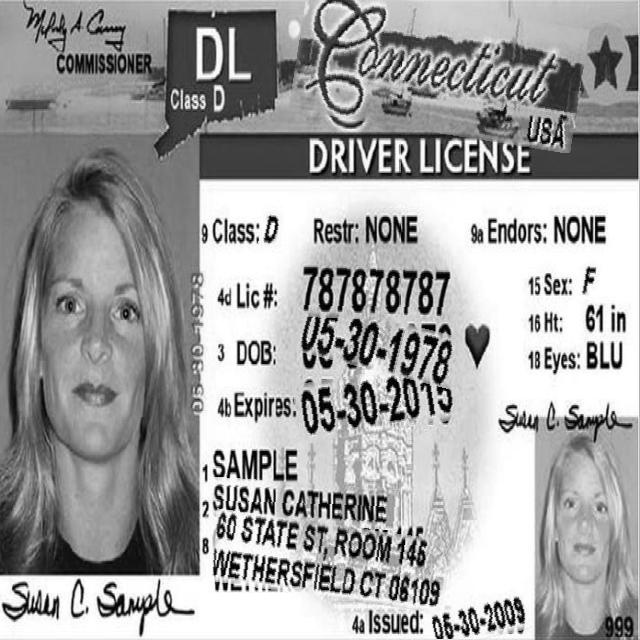 Melody A Currey
COMMISSIONER
DL
Class D
Connecticut
USA
DRIVER LICENSE
9 Class: D Restr: NONE 9a Endors: NONE
4d Lic #: 787878787
15 Sex: F
16 Ht: 61 in
3 DOB: 05-30-1978
18 Eyes: BLU
4b Expires:
05-30-1978
1 SAMPLE
2 SUSAN CATHERINE
8 60 STATE ST, ROOM 146
WETHERSFIELD CT 06109
4a Issued: 05-30-2009
Susan C. Sample
Susan C. Sample
999